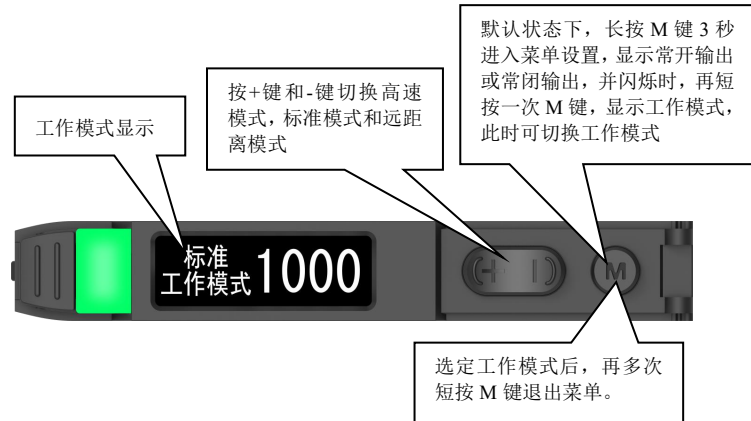 默认状态下，长按 M 键 3 秒
进入菜单设置，显示常开输出
或常闭输出，并闪烁时，再短
按一次 M 键，显示工作模式，
此时可切换工作模式
按+键和-键切换高速
模式，标准模式和远距
离模式
工作模式显示
标准
工作模式 1000
M
选定工作模式后，再多次
短按 M 键退出菜单。